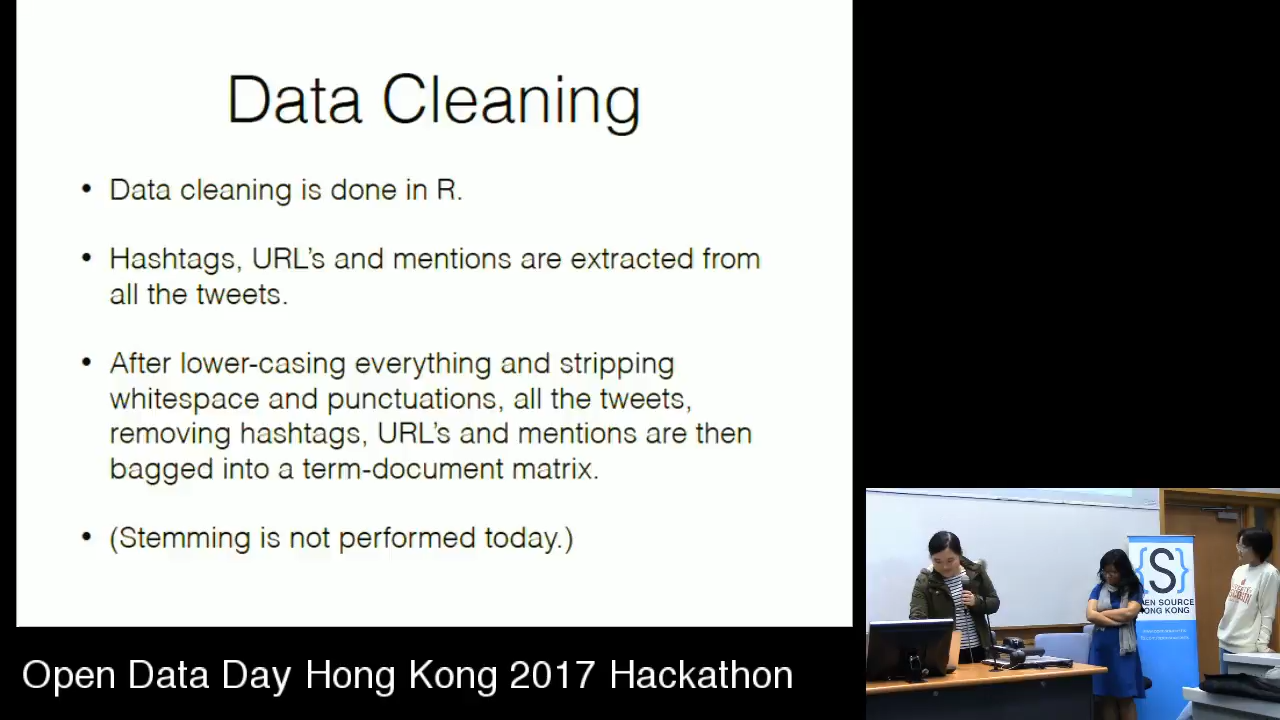 Data Cleaning
• Data cleaning is done in R.
• Hashtags, URL's and mentions are extracted from
all the tweets.
• After lower-casing everything and stripping
whitespace and punctuations, all the tweets,
removing hashtags, URL's and mentions are then
bagged into a term-document matrix.
• (Stemming is not performed today.)
{S}
OPEN SOURCE
HONG KONG
Open Data Day Hong Kong 2017 Hackathon